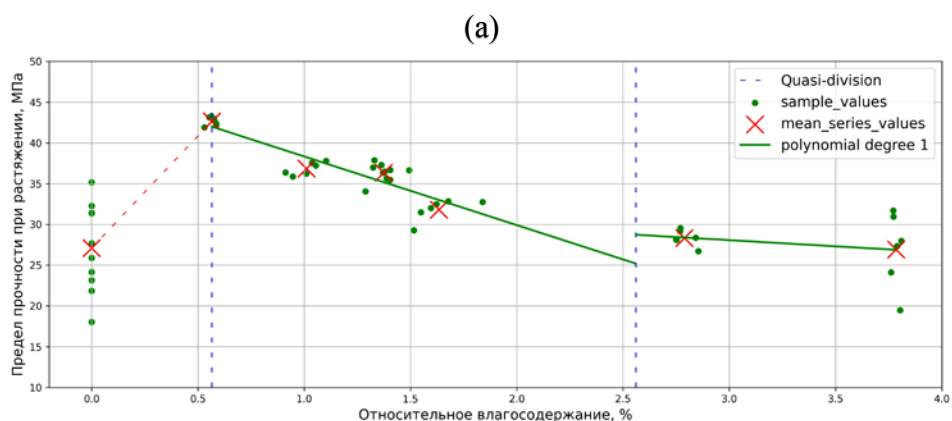 (a)
Предел прочности при растяжении, МПа
50
45
40
35
30
25
20
15
10
Quasi-division
sample_values
mean_series_values
polynomial degree 1
0.0 0.5 1.0 1.5 2.0 2.5 3.0 3.5 4.0
Относительное влагосодержание, %